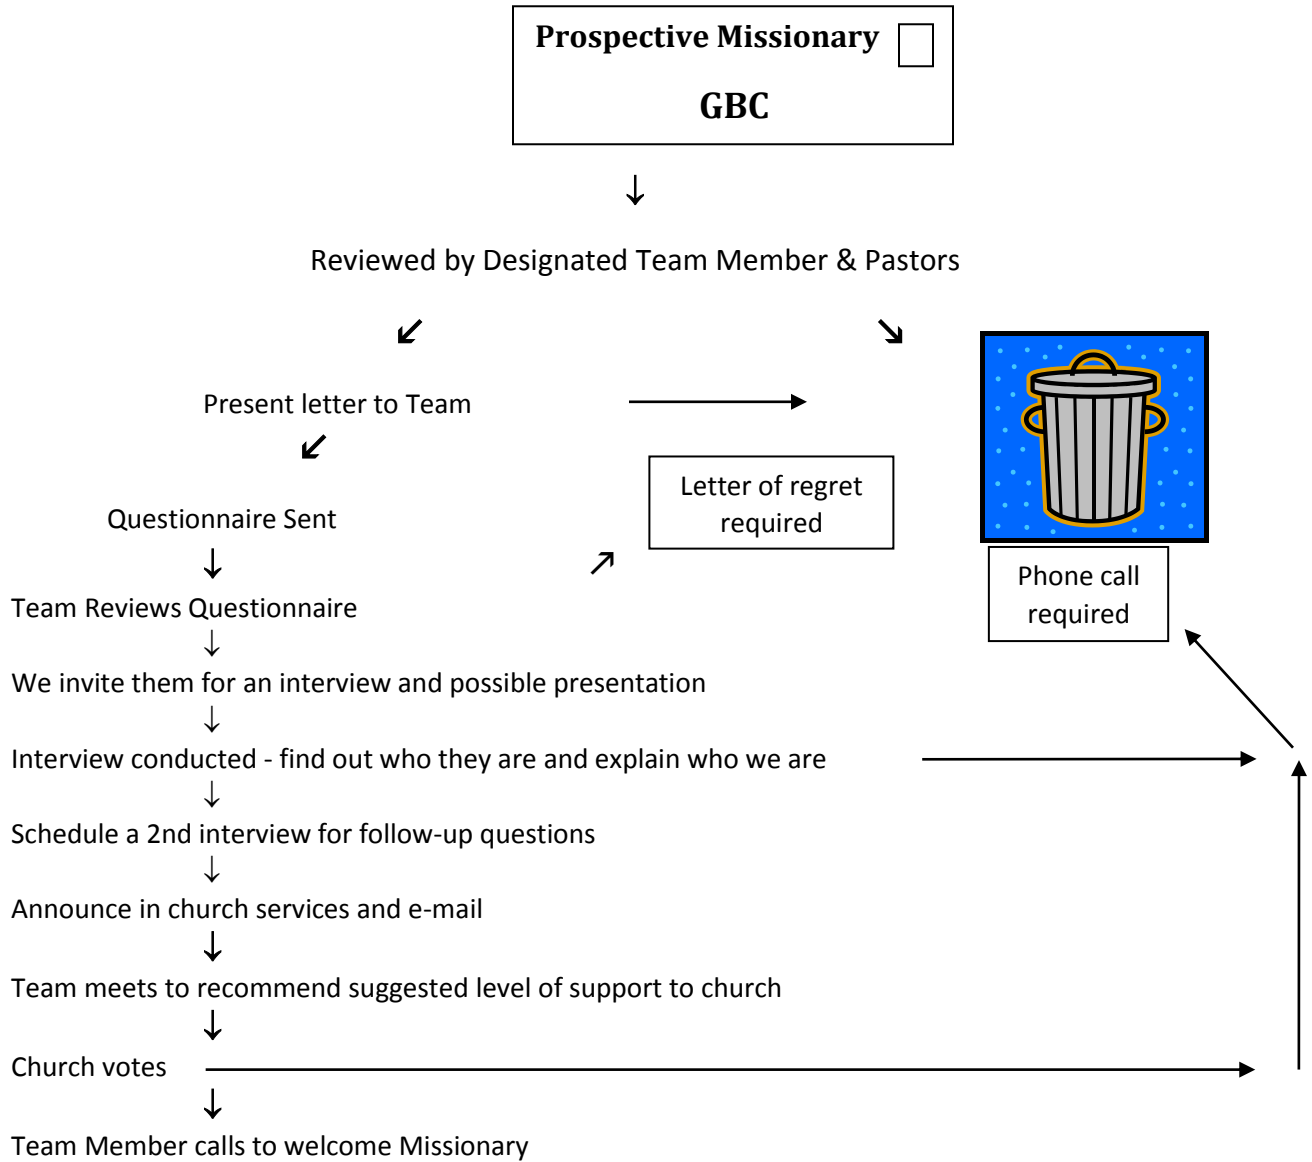 Prospective Missionary
GBC
Reviewed by Designated Team Member & Pastors
Present letter to Team
Letter of regret
required
Questionnaire Sent
Phone call
required
Team Reviews Questionnaire
We invite them for an interview and possible presentation
Interview conducted - find out who they are and explain who we are
Schedule a 2nd interview for follow-up questions
Announce in church services and e-mail
Team meets to recommend suggested level of support to church
Church votes
Team Member calls to welcome Missionary